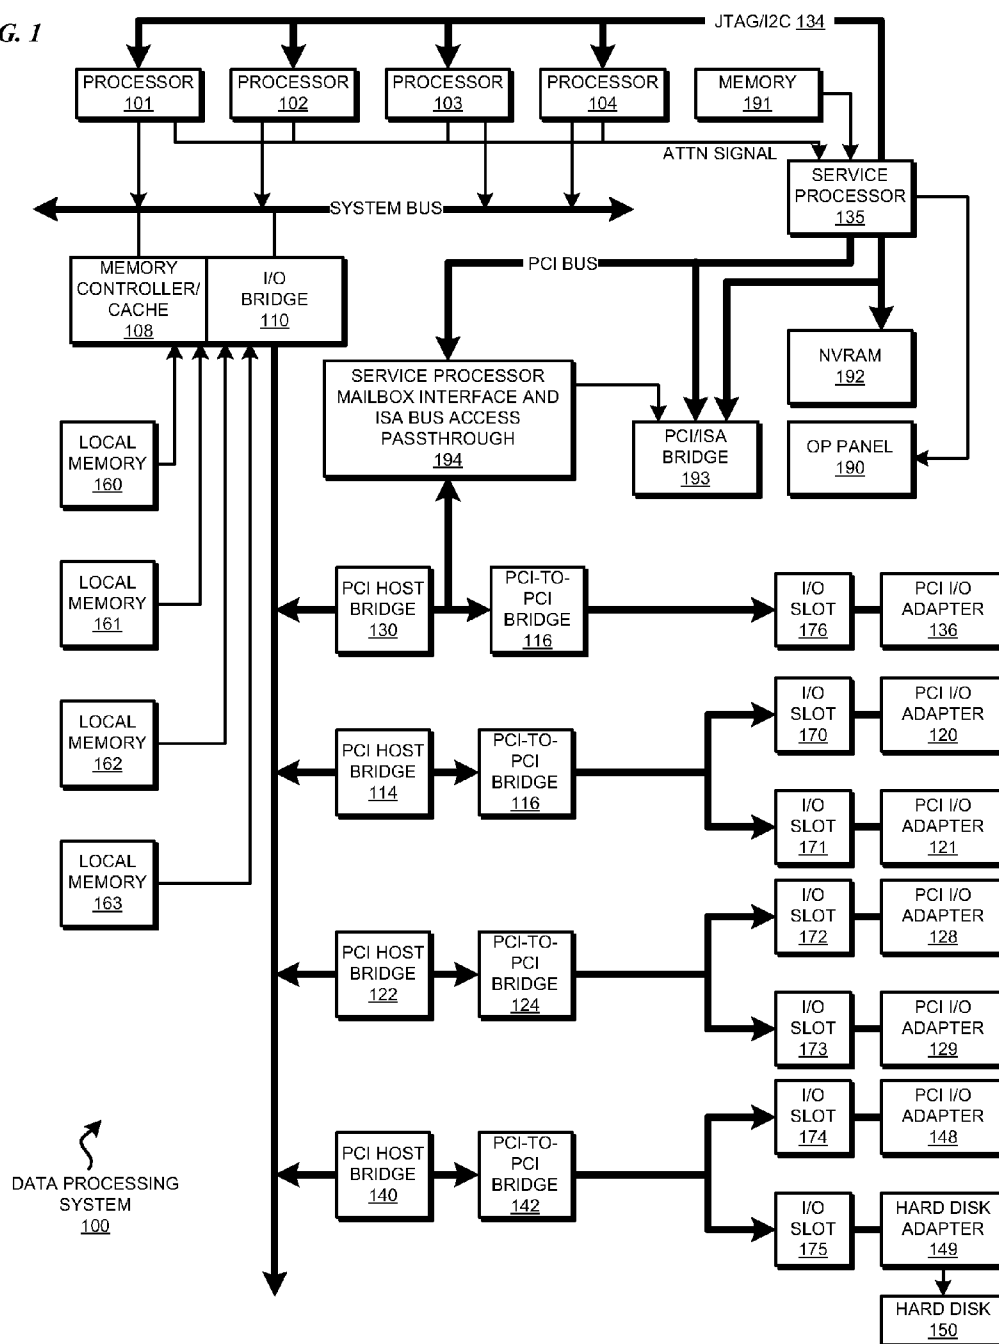 G. 1
JTAG/I2C 134
PROCESSOR
101
PROCESSOR
102
PROCESSOR
103
PROCESSOR
104
MEMORY
191
ATTN SIGNAL
SERVICE
PROCESSOR
135
SYSTEM BUS
MEMORY
CONTROLLER/
CACHE
108
I/O
BRIDGE
110
PCI BUS
NVRAM
192
SERVICE PROCESSOR
MAILBOX INTERFACE AND
ISA BUS ACCESS
PASSTHROUGH
194
PCI/ISA
BRIDGE
193
OP PANEL
190
LOCAL
MEMORY
160
LOCAL
MEMORY
161
LOCAL
MEMORY
162
LOCAL
MEMORY
163
PCI HOST
BRIDGE
130
PCI-TO-
PCI
BRIDGE
116
I/O
SLOT
176
PCI I/O
ADAPTER
136
I/O
SLOT
170
PCI I/O
ADAPTER
120
PCI HOST
BRIDGE
114
PCI-TO-
PCI
BRIDGE
116
I/O
SLOT
171
PCI I/O
ADAPTER
121
I/O
SLOT
172
PCI I/O
ADAPTER
128
PCI HOST
BRIDGE
122
PCI-TO-
PCI
BRIDGE
124
I/O
SLOT
173
PCI I/O
ADAPTER
129
I/O
SLOT
174
PCI I/O
ADAPTER
148
PCI HOST
BRIDGE
140
PCI-TO-
PCI
BRIDGE
142
I/O
SLOT
175
HARD DISK
ADAPTER
149
HARD DISK
150
DATA PROCESSING
SYSTEM
100